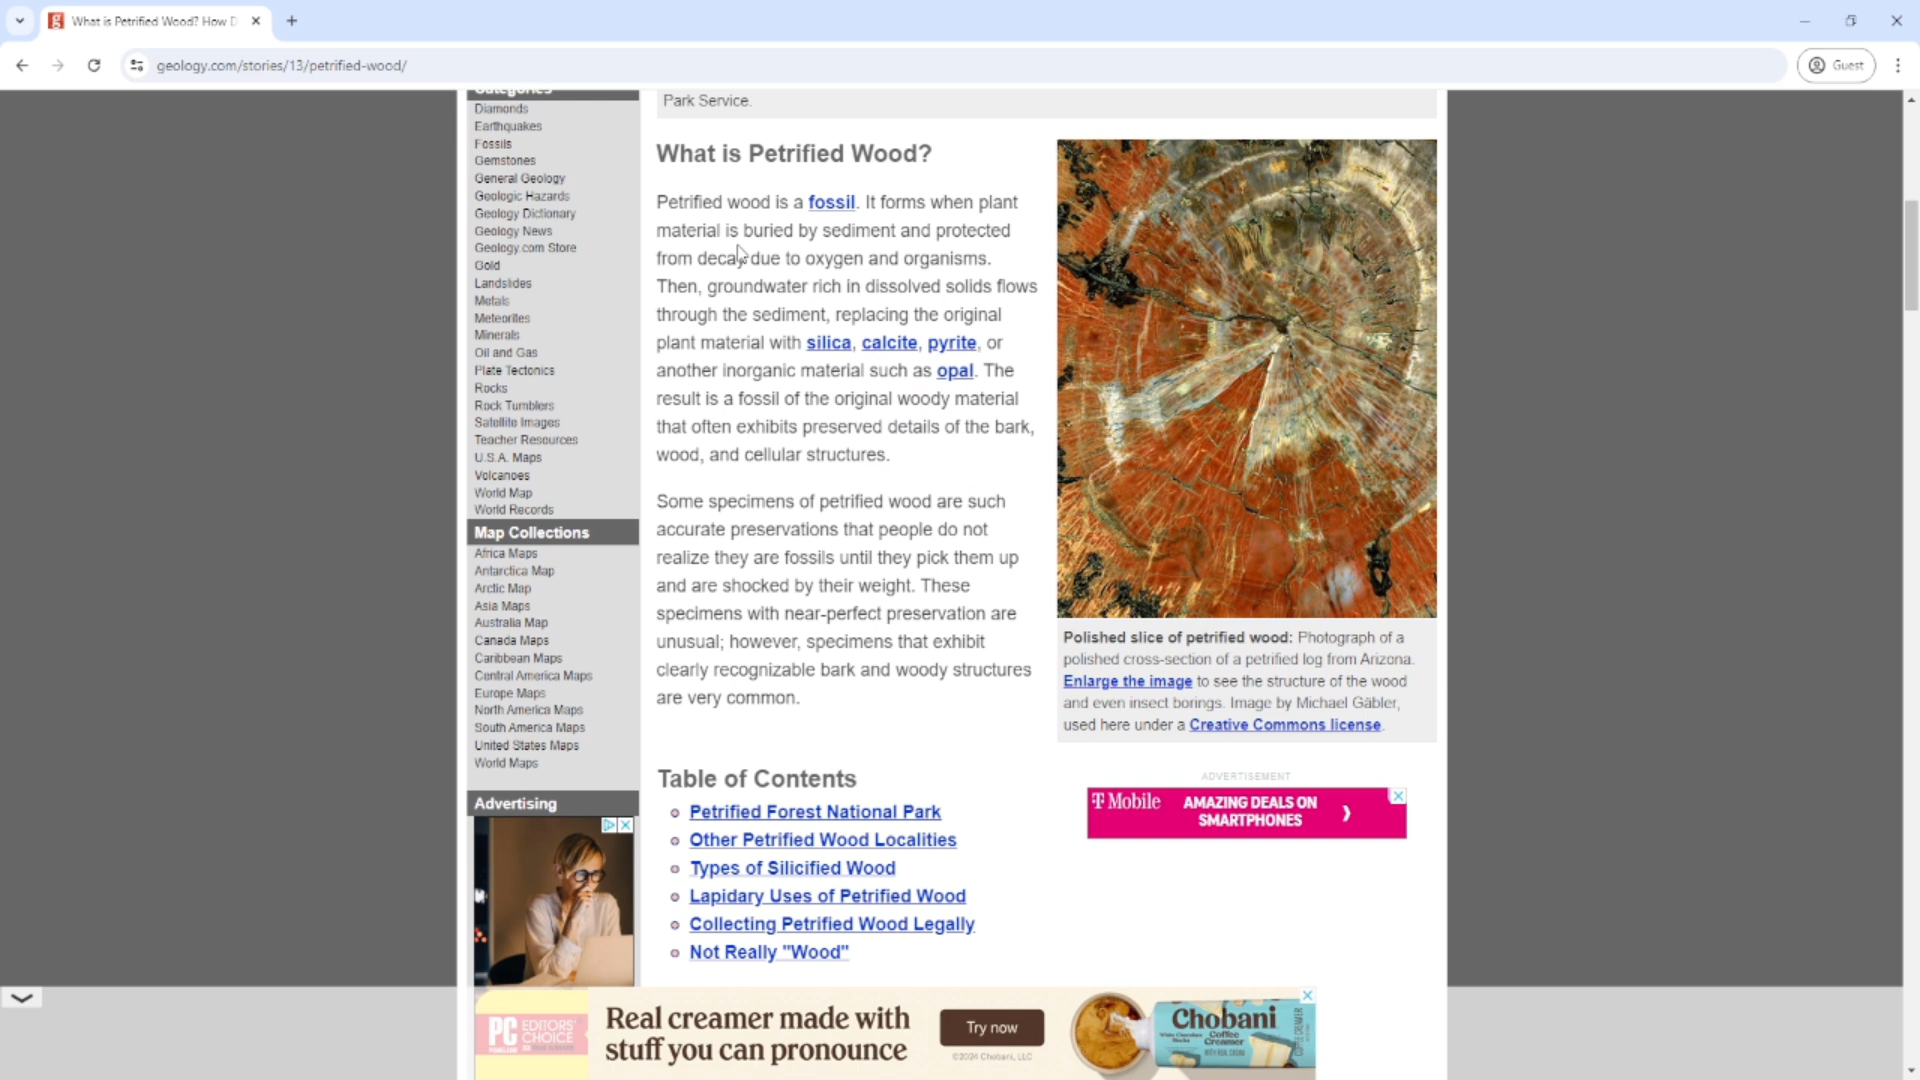 What is Petrified Wood? How D
geology.com/stories/13/petrified-wood/
Guest
Categories
Diamonds
Earthquakes
Fossils
Gemstones
General Geology
Geologic Hazards
Geology Dictionary
Geology News
Geology.com Store
Gold
Landslides
Metals
Meteorites
Minerals
Oil and Gas
Plate Tectonics
Rocks
Rock Tumblers
Satellite Images
Teacher Resources
U.S.A. Maps
Volcanoes
World Map
World Records
Map Collections
Africa Maps
Antarctica Map
Arctic Map
Asia Maps
Australia Map
Canada Maps
Caribbean Maps
Central America Maps
Europe Maps
North America Maps
South America Maps
United States Maps
World Maps
Advertising
Park Service.
What is Petrified Wood?
Petrified wood is a fossil. It forms when plant
material is buried by sediment and protected
from decay due to oxygen and organisms.
Then, groundwater rich in dissolved solids flows
through the sediment, replacing the original
plant material with silica, calcite, pyrite, or
another inorganic material such as opal. The
result is a fossil of the original woody material
that often exhibits preserved details of the bark,
wood, and cellular structures.
Some specimens of petrified wood are such
accurate preservations that people do not
realize they are fossils until they pick them up
and are shocked by their weight. These
specimens with near-perfect preservation are
unusual; however, specimens that exhibit
clearly recognizable bark and woody structures
are very common.
Polished slice of petrified wood: Photograph of a
polished cross-section of a petrified log from Arizona.
Enlarge the image to see the structure of the wood
and even insect borings. Image by Michael Gäbler,
used here under a Creative Commons license.
Table of Contents
Petrified Forest National Park
Other Petrified Wood Localities
Types of Silicified Wood
Lapidary Uses of Petrified Wood
Collecting Petrified Wood Legally
Not Really "Wood"
ADVERTISEMENT
T Mobile
AMAZING DEALS ON
SMARTPHONES
PC
EDITORS'
CHOICE
Real creamer made with
stuff you can pronounce
Try now
©2024 Chobani, LLC
Chobani
Coffee
Creamer